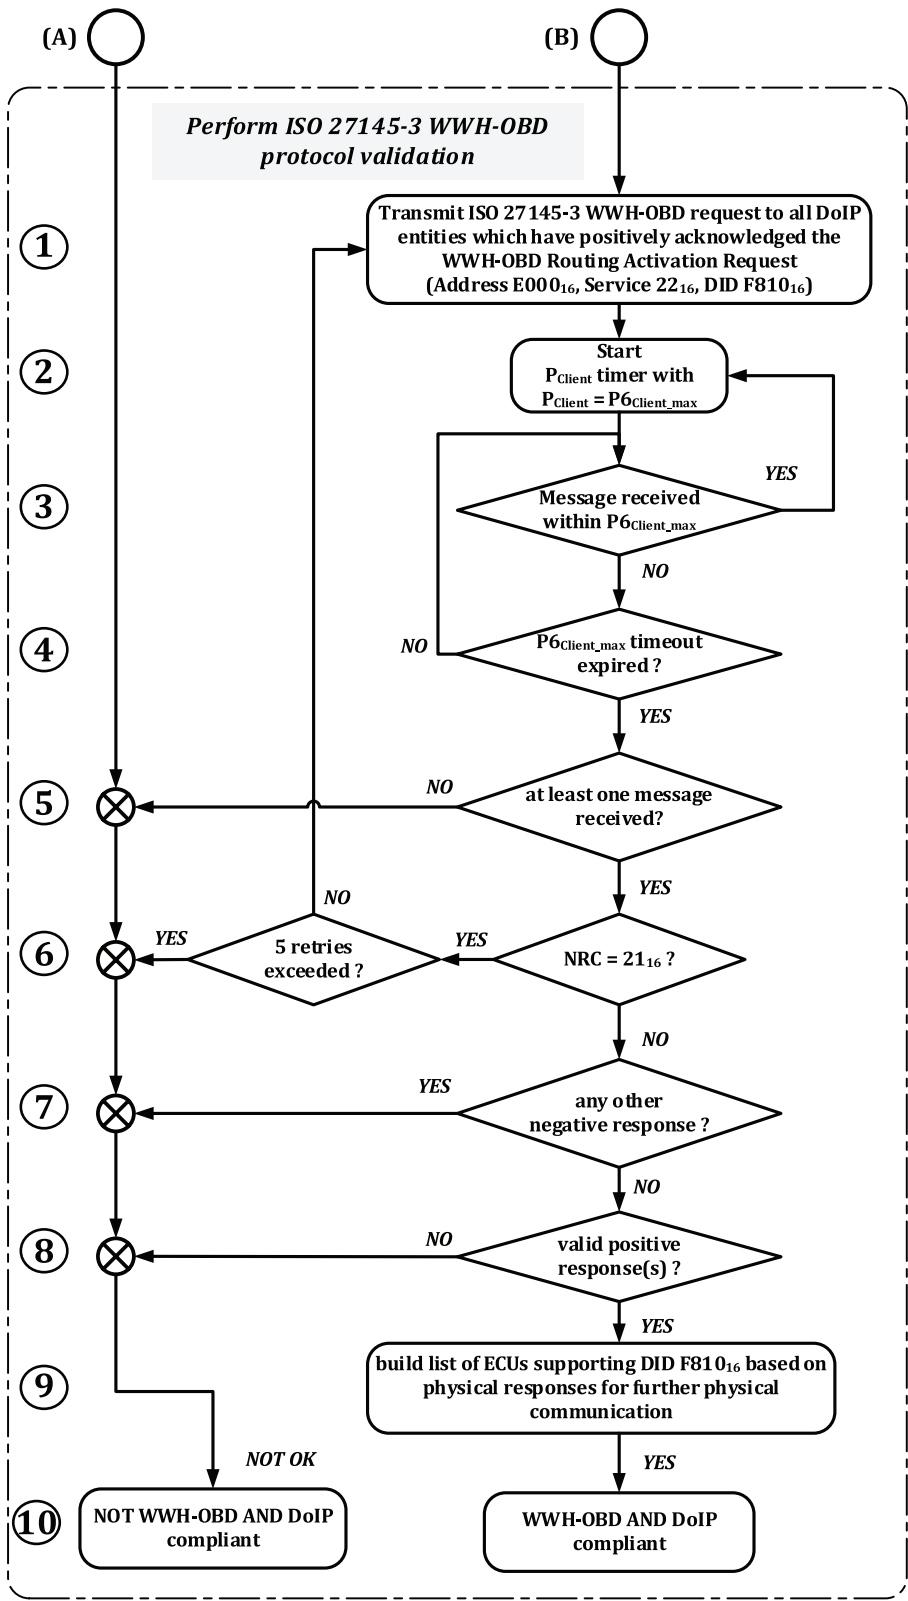 (A)
(B)
Perform ISO 27145-3 WWH-OBD
protocol validation
1
Transmit ISO 27145-3 WWH-OBD request to all DoIP
entities which have positively acknowledged the
WWH-OBD Routing Activation Request
(Address E000₁₆, Service 22₁₆, DID F810₁₆)
2
Start
P_Client timer with
P_Client = P6_Client_max
3
Message received
within P6_Client_max
YES
NO
4
P6_Client_max timeout
expired ?
NO
YES
5
at least one message
received?
NO
YES
6
NRC = 21₁₆ ?
YES
5 retries
exceeded ?
NO
YES
NO
7
any other
negative response ?
YES
NO
8
valid positive
response(s) ?
NO
YES
9
build list of ECUs supporting DID F810₁₆ based on
physical responses for further physical
communication
NOT OK
YES
10
NOT WWH-OBD AND DoIP
compliant
WWH-OBD AND DoIP
compliant